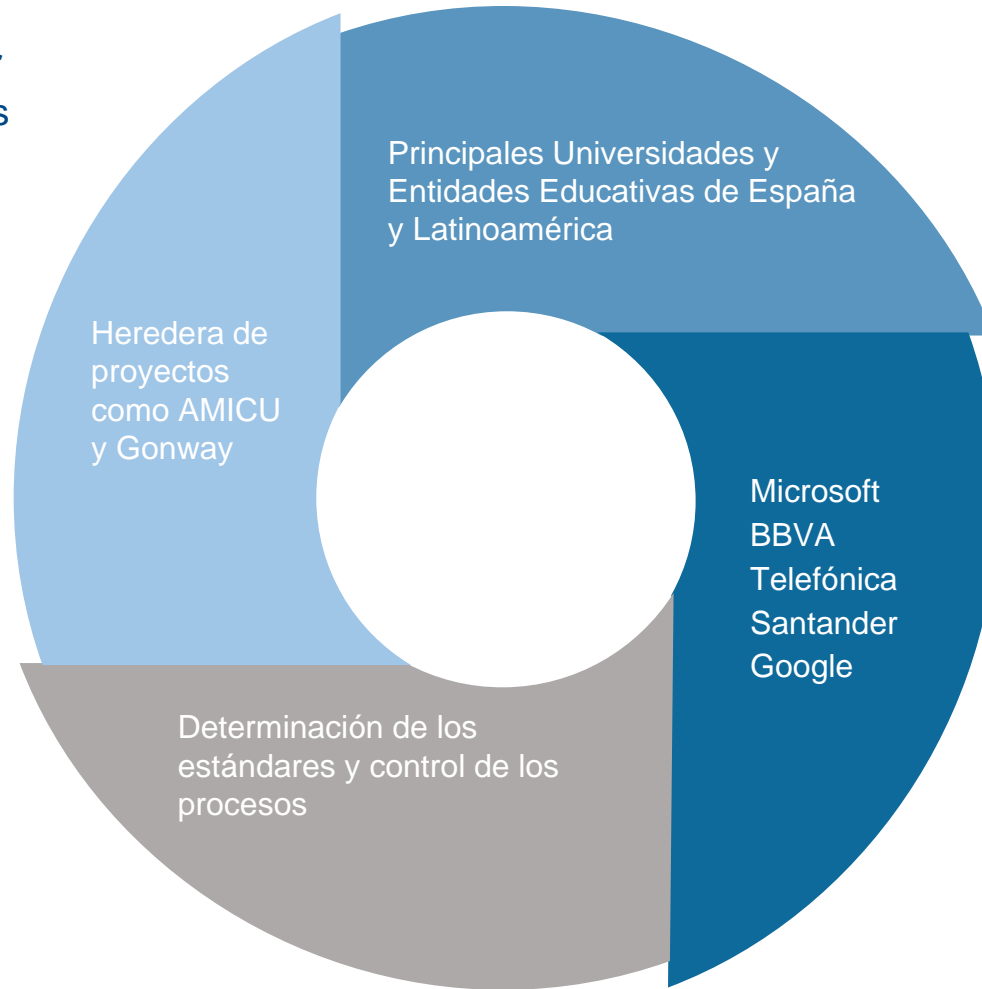 Principales Universidades y
Entidades Educativas de España
y Latinoamérica
Heredera de
proyectos
como AMICU
y Gonway
Microsoft
BBVA
Telefónica
Santander
Google
Determinación de los
estándares y control de los
procesos